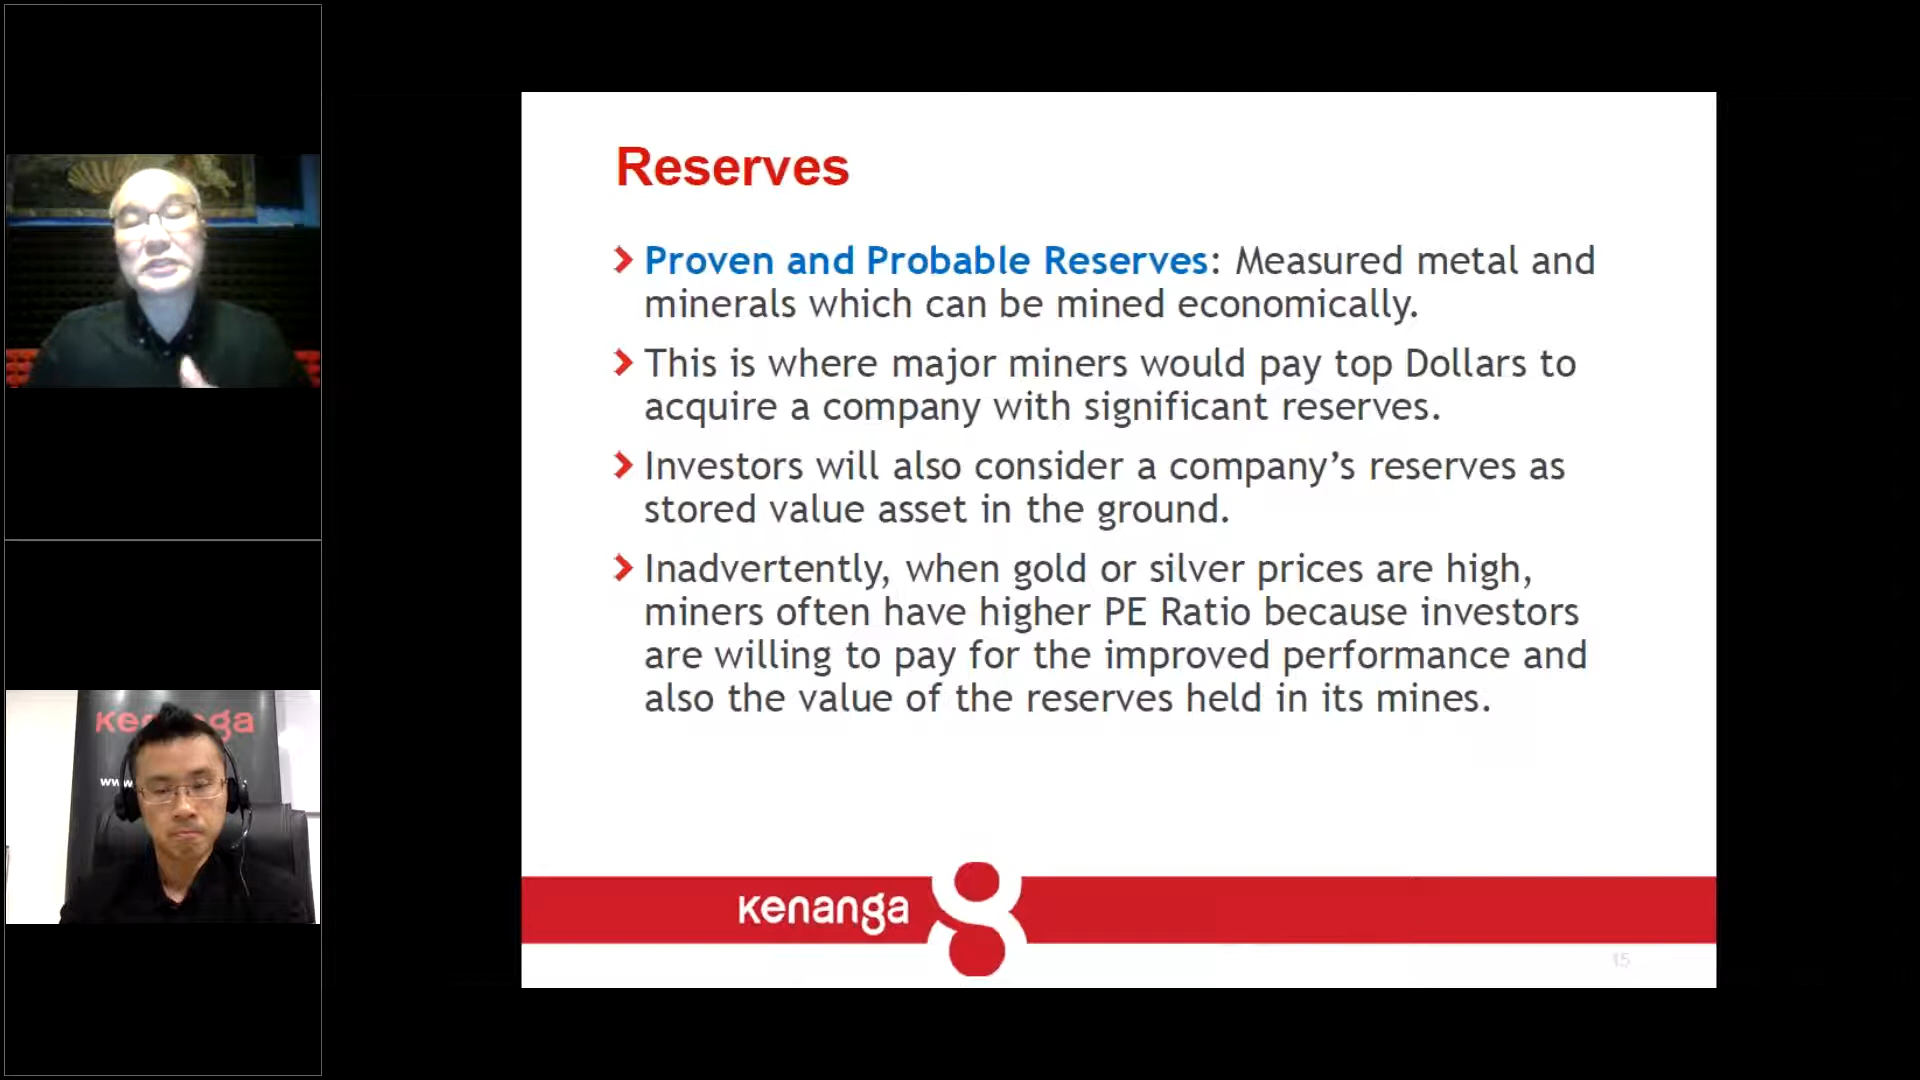 Reserves
Proven and Probable Reserves: Measured metal and
minerals which can be mined economically.
This is where major miners would pay top Dollars to
acquire a company with significant reserves.
Investors will also consider a company's reserves as
stored value asset in the ground.
Inadvertently, when gold or silver prices are high,
miners often have higher PE Ratio because investors
are willing to pay for the improved performance and
also the value of the reserves held in its mines.
kenanga
15